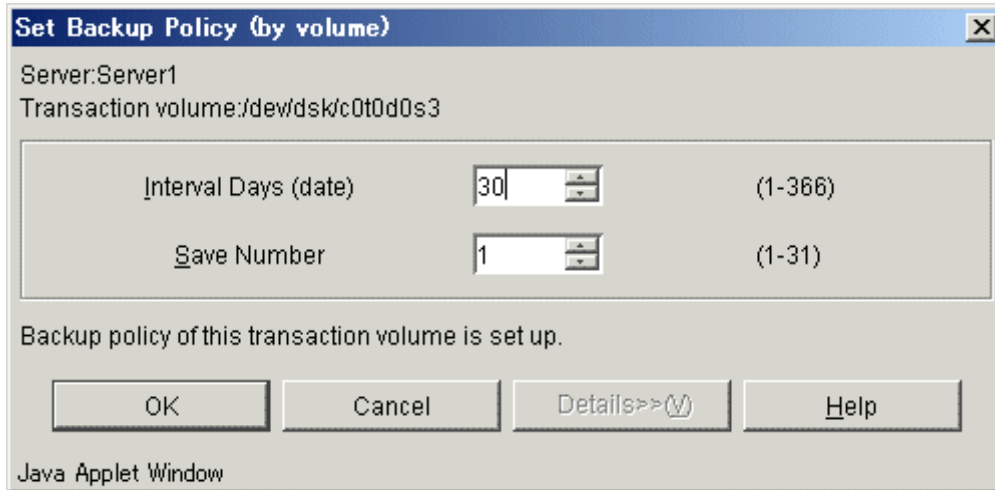 Set Backup Policy (by volume)
Server:Server1
Transaction volume:/dev/dsk/c0t0d0s3
Interval Days (date) 30 (1-366)
Save Number 1 (1-31)
Backup policy of this transaction volume is set up.
OK Cancel Details>>(V) Help
Java Applet Window